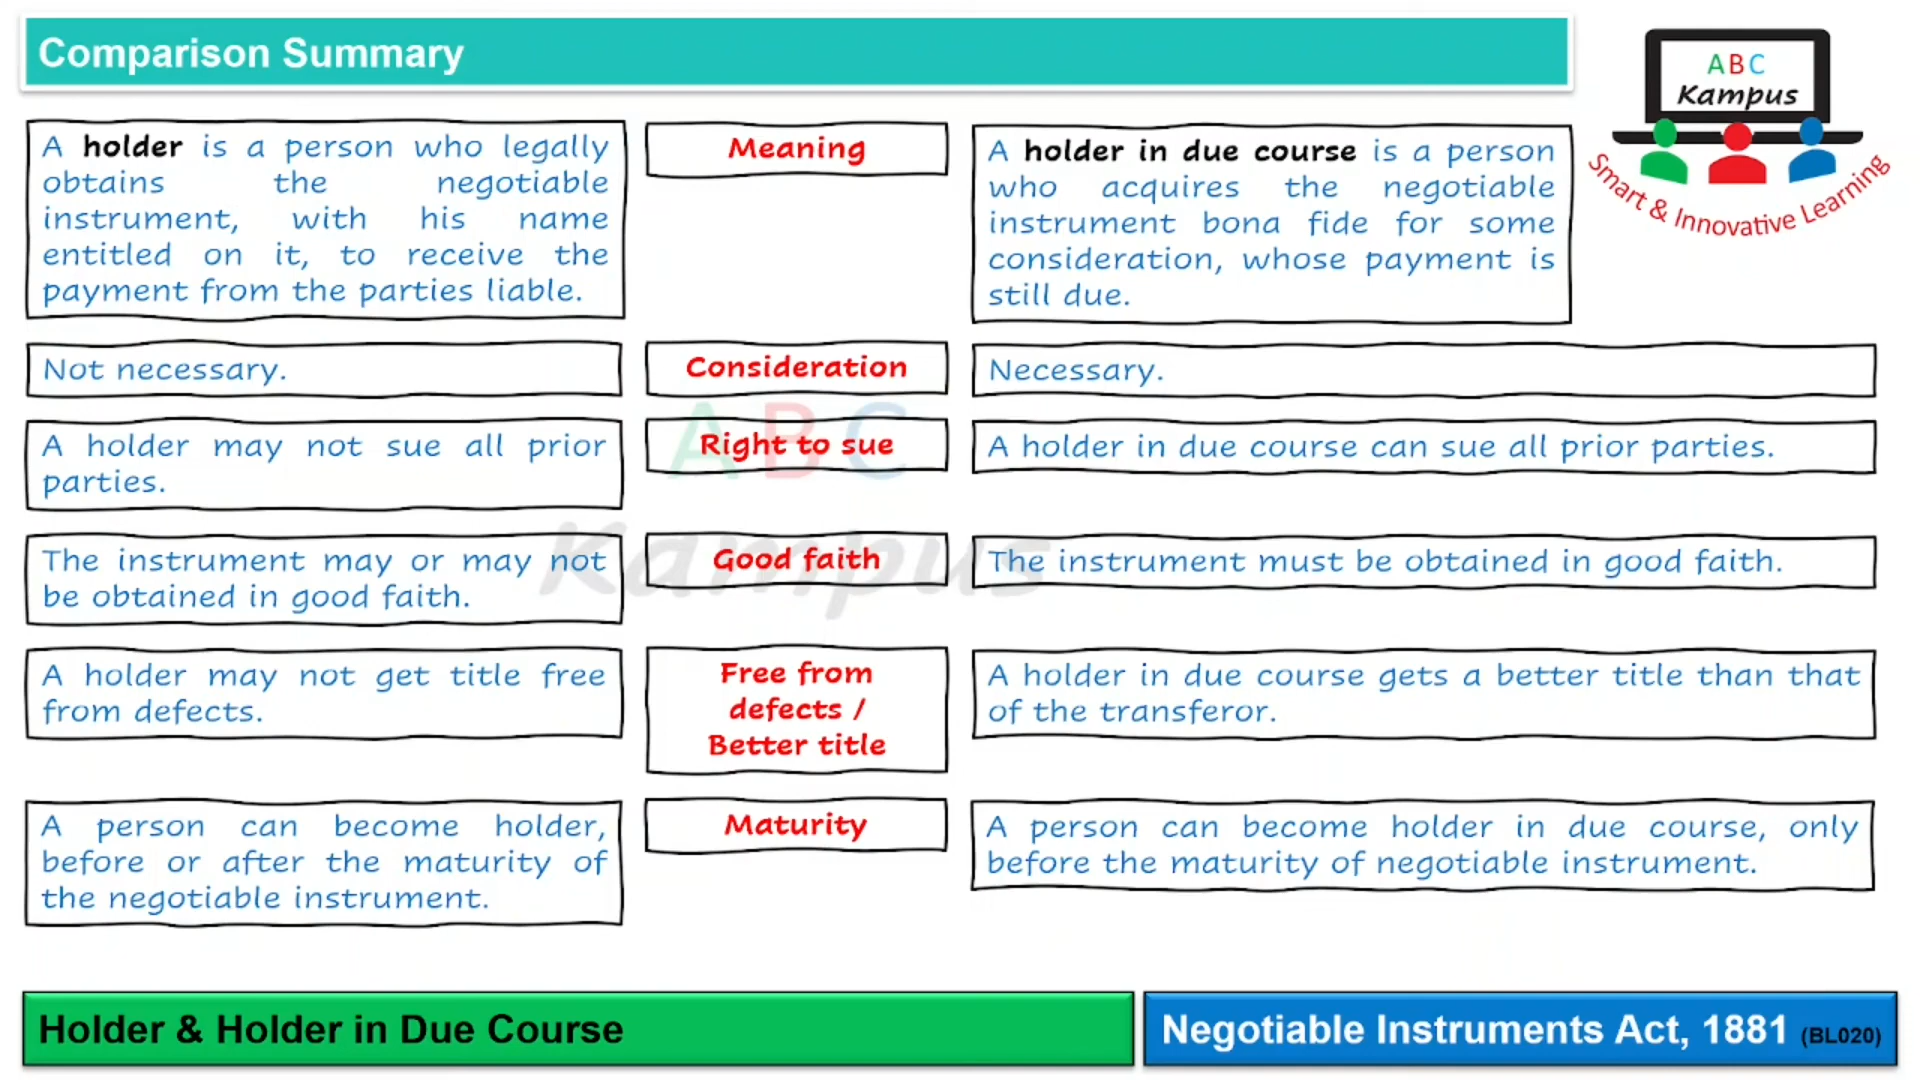 Comparison Summary
ABC
Kampus
Smart & Innovative Learning
A holder is a person who legally
obtains the negotiable
instrument, with his name
entitled on it, to receive the
payment from the parties liable.
Meaning
A holder in due course is a person
who acquires the negotiable
instrument bona fide for some
consideration, whose payment is
still due.
Not necessary.
Consideration
Necessary.
A holder may not sue all prior
parties.
Right to sue
A holder in due course can sue all prior parties.
ABC
Kampus
The instrument may or may not
be obtained in good faith.
Good faith
The instrument must be obtained in good faith.
A holder may not get title free
from defects.
Free from
defects /
Better title
A holder in due course gets a better title than that
of the transferor.
A person can become holder,
before or after the maturity of
the negotiable instrument.
Maturity
A person can become holder in due course, only
before the maturity of negotiable instrument.
Holder & Holder in Due Course
Negotiable Instruments Act, 1881 (BL020)